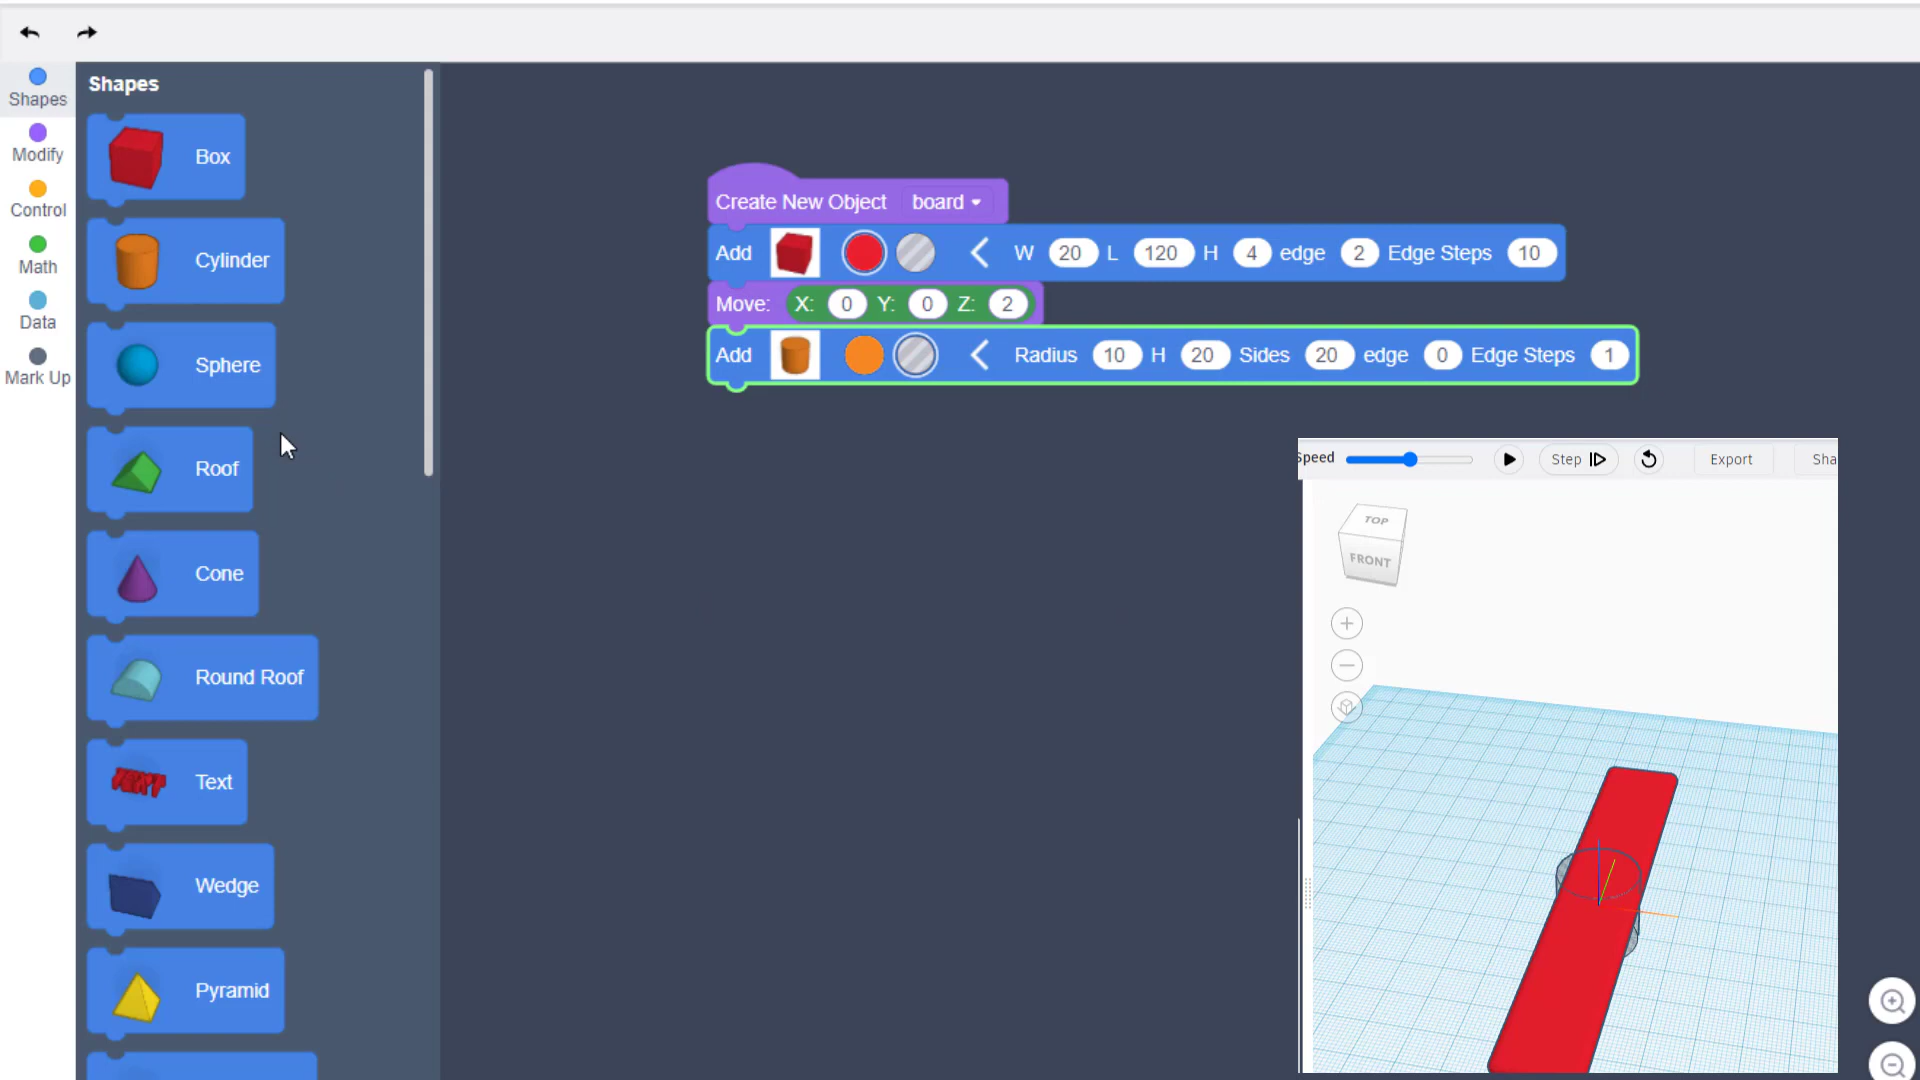 Shapes
Modify
Control
Math
Data
Mark Up
Shapes
Box
Cylinder
Sphere
Roof
Cone
Round Roof
Text
Wedge
Pyramid
Create New Object board
Add W 20 L 120 H 4 edge 2 Edge Steps 10
Move: X: 0 Y: 0 Z: 2
Add Radius 10 H 20 Sides 20 edge 0 Edge Steps 1
Speed Step Export Sha
TOP
FRONT